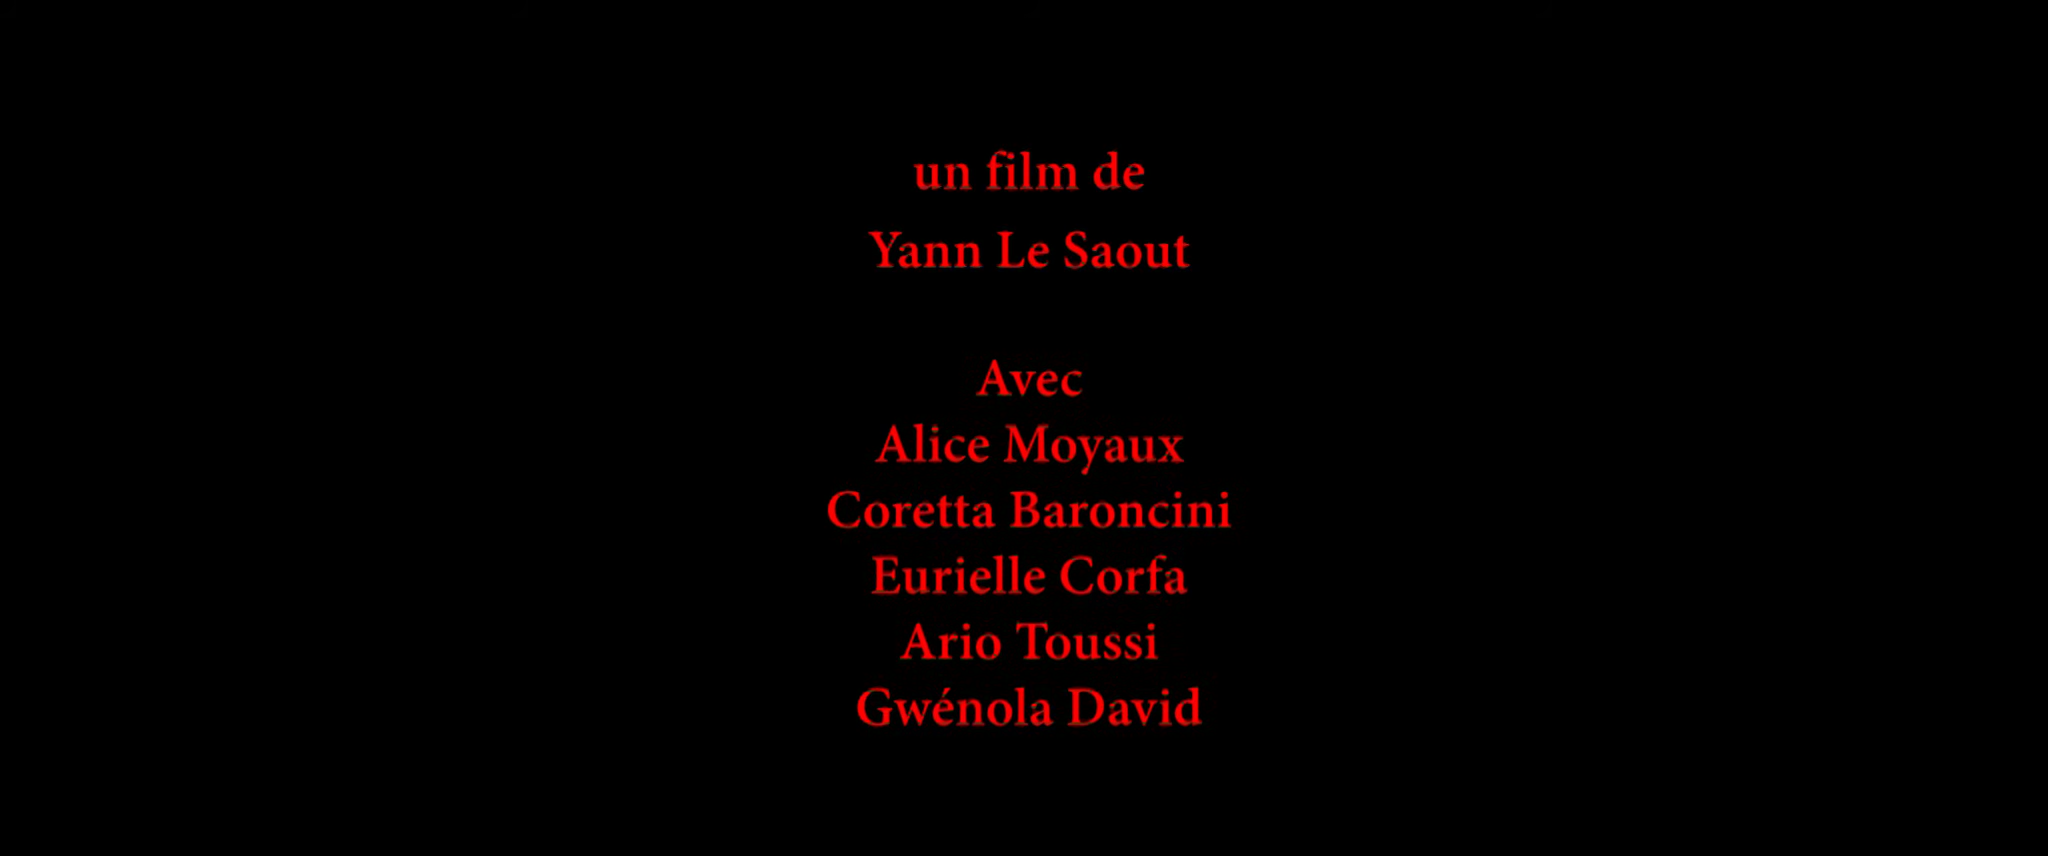 un film de
Yann Le Saout
Avec
Alice Moyaux
Coretta Baroncini
Eurielle Corfa
Ario Toussi
Gwénola David